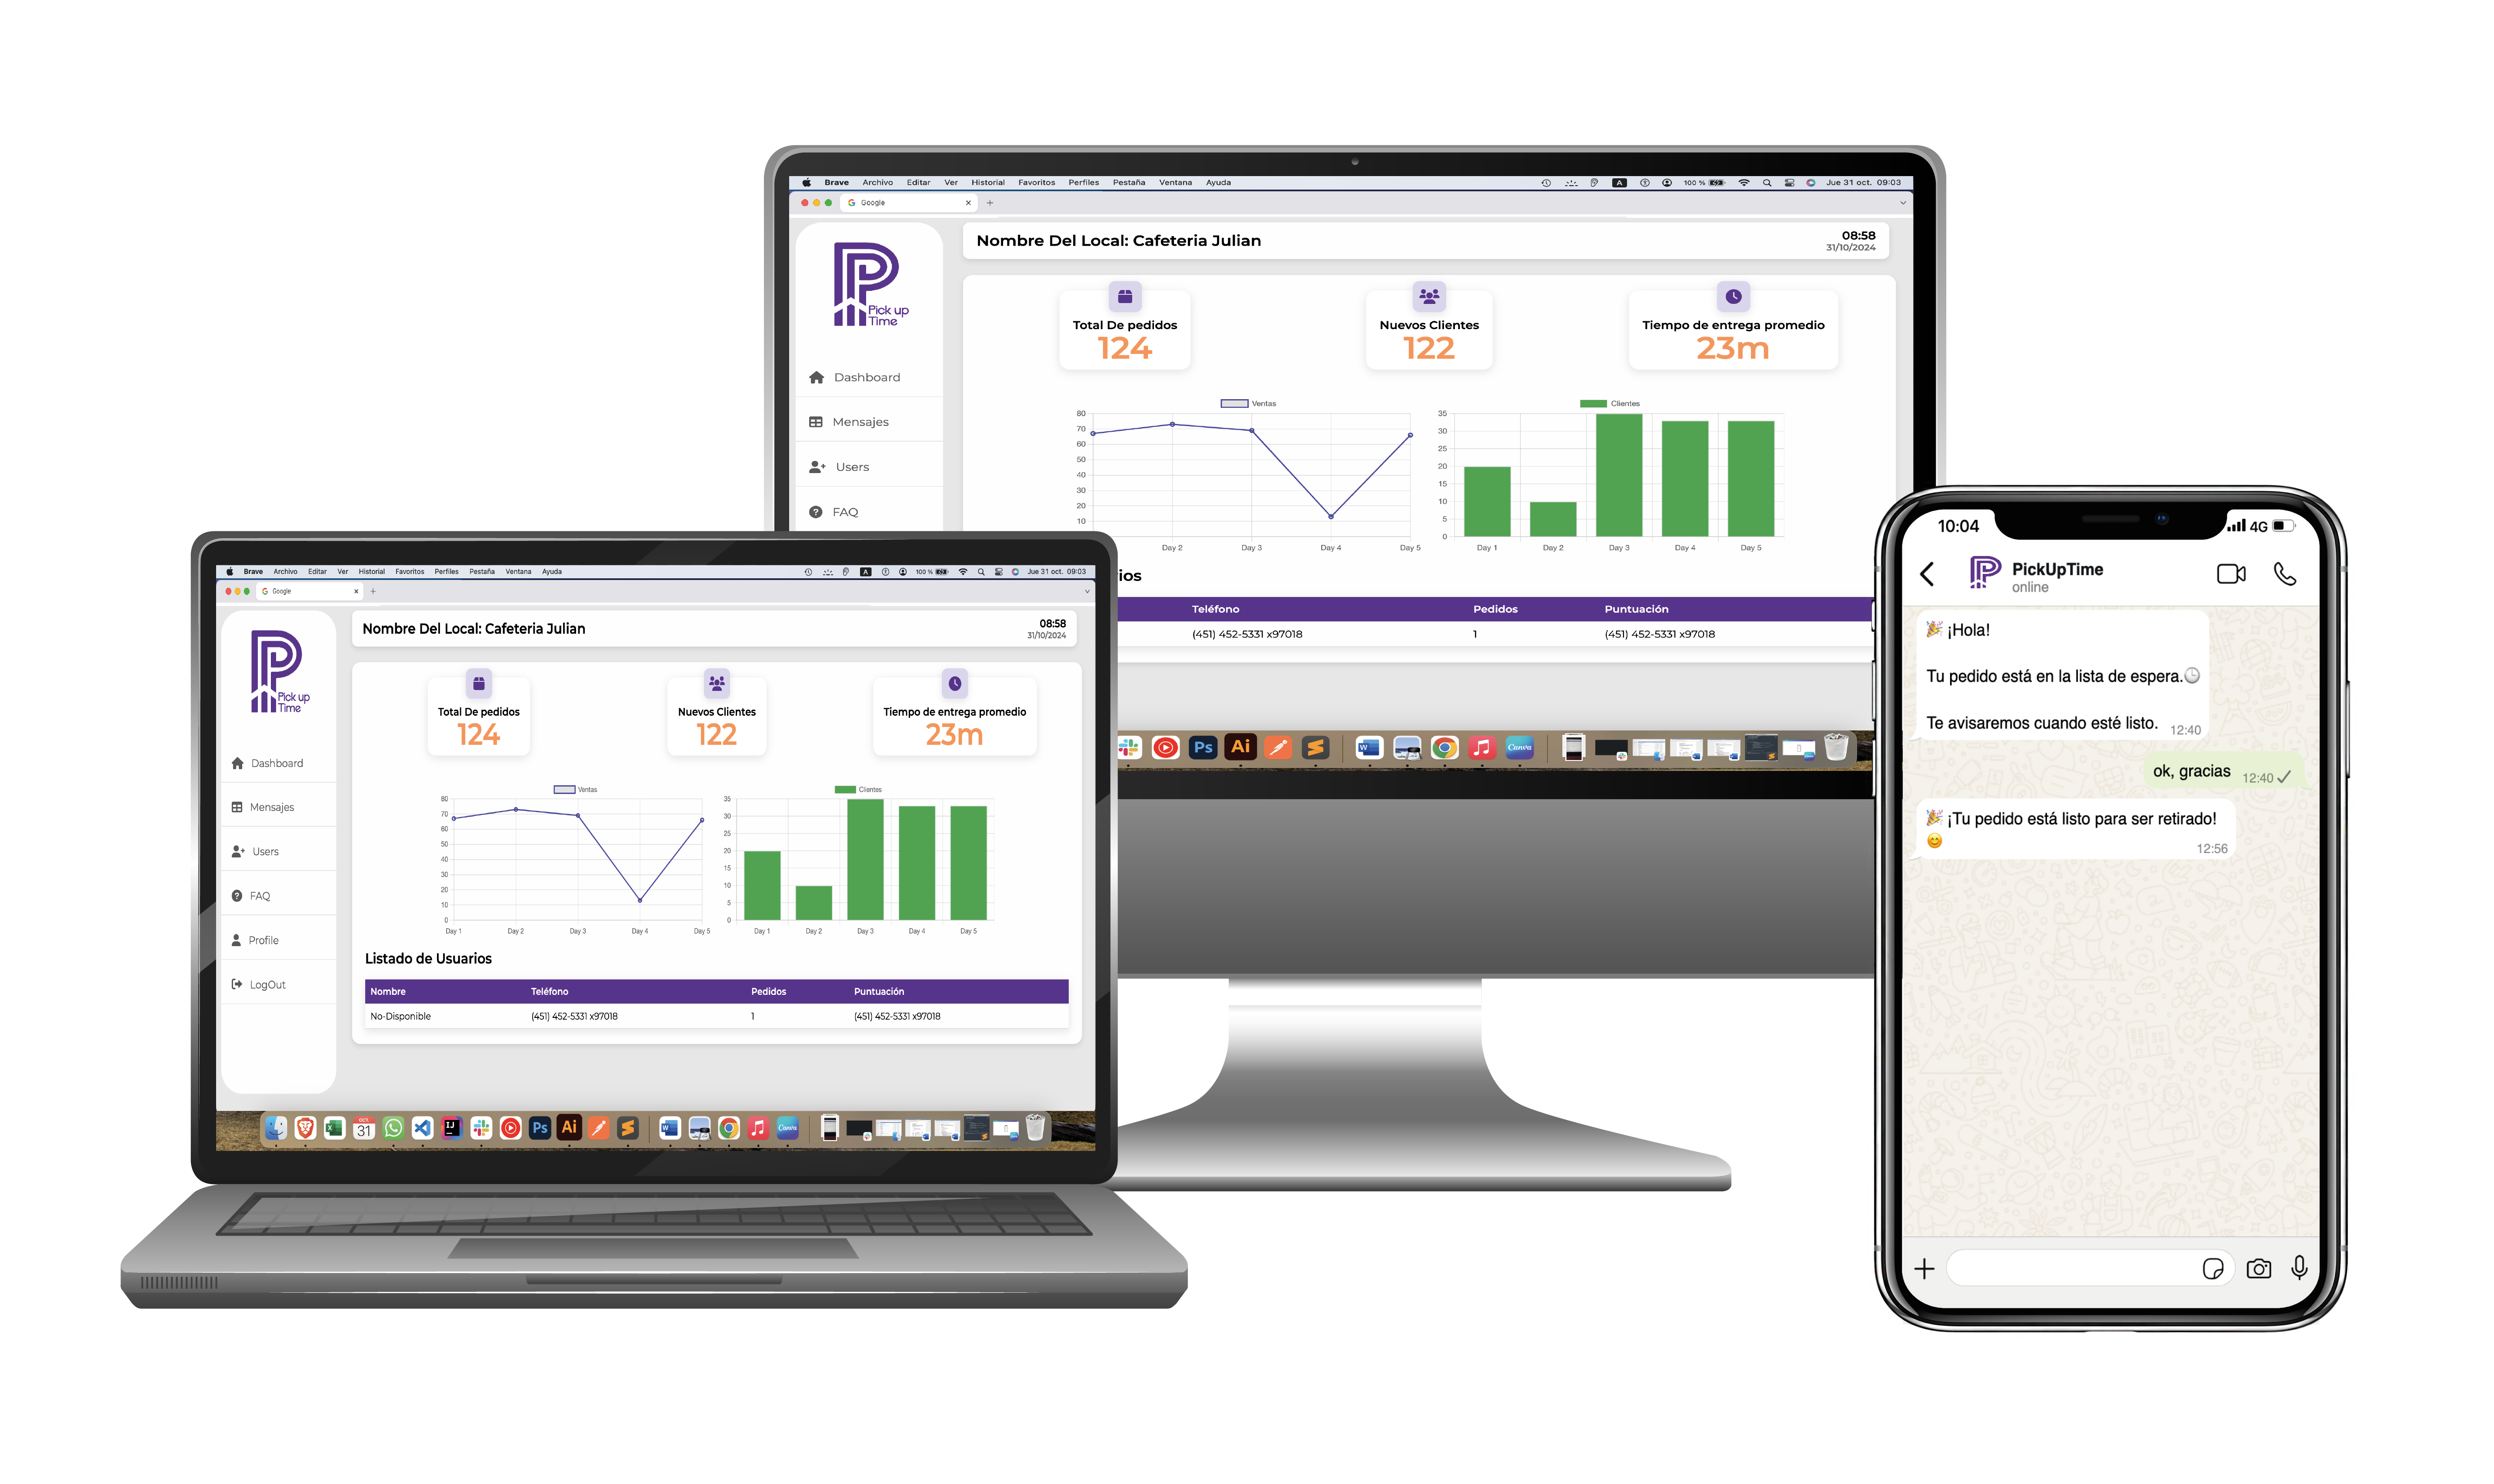 Brave Archivo Editar Ver Historial Favoritos Perfiles Pestaña Ventana Ayuda
100 % Jue 31 oct. 09:03
Google
Pick up
Time
Dashboard
Mensajes
Users
FAQ
Nombre Del Local: Cafeteria Julian
08:58
31/10/2024
Total De pedidos
124
Nuevos Clientes
122
Tiempo de entrega promedio
23m
Ventas
80
70
60
50
40
30
20
10
Day 2 Day 3 Day 4 Day 5
Clientes
35
30
25
20
15
10
5
0
Day 1 Day 2 Day 3 Day 4 Day 5
ios
Teléfono Pedidos Puntuación
(451) 452-5331 x97018 1 (451) 452-5331 x97018
Ps Ai W Canva
Brave Archivo Editar Ver Historial Favoritos Perfiles Pestaña Ventana Ayuda
100 % Jue 31 oct. 09:03
Google
Pick up
Time
Dashboard
Mensajes
Users
FAQ
Profile
LogOut
Nombre Del Local: Cafeteria Julian
08:58
31/10/2024
Total De pedidos
124
Nuevos Clientes
122
Tiempo de entrega promedio
23m
Ventas
80
70
60
50
40
30
20
10
0
Day 1 Day 2 Day 3 Day 4 Day 5
Clientes
35
30
25
20
15
10
5
0
Day 1 Day 2 Day 3 Day 4 Day 5
Listado de Usuarios
Nombre Teléfono Pedidos Puntuación
No-Disponible (451) 452-5331 x97018 1 (451) 452-5331 x97018
31 IJ Ps Ai W Canva
10:04 4G
PickUpTime
online
🎉 ¡Hola!
Tu pedido está en la lista de espera.🕒
Te avisaremos cuando esté listo. 12:40
ok, gracias 12:40
🎉 ¡Tu pedido está listo para ser retirado!
😊
12:56